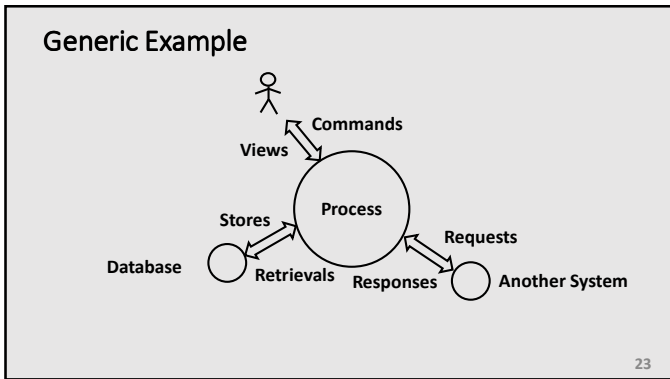 Generic Example
Commands
Views
Process
Stores
Requests
Database
Retrievals
Responses
Another System
23